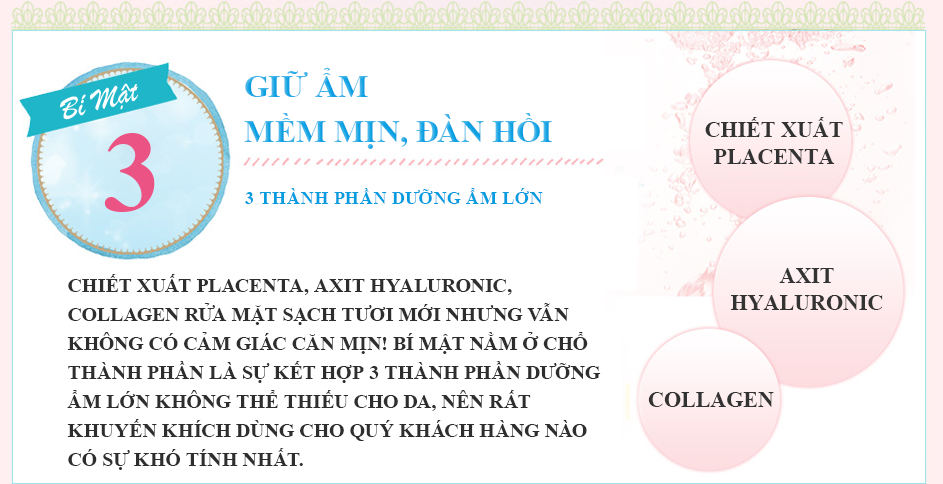 Bí Mật
3
GIỮ ẨM
MỀM MỊN, ĐÀN HỒI
3 THÀNH PHẦN DƯỠNG ẨM LỚN
CHIẾT XUẤT PLACENTA, AXIT HYALURONIC,
COLLAGEN RỬA MẶT SẠCH TƯƠI MỚI NHƯNG VẪN
KHÔNG CÓ CẢM GIÁC CĂN MỊN! BÍ MẬT NẰM Ở CHỔ
THÀNH PHẦN LÀ SỰ KẾT HỢP 3 THÀNH PHẦN DƯỠNG
ẨM LỚN KHÔNG THỂ THIẾU CHO DA, NÊN RẤT
KHUYẾN KHÍCH DÙNG CHO QUÝ KHÁCH HÀNG NÀO
CÓ SỰ KHÓ TÍNH NHẤT.
CHIẾT XUẤT
PLACENTA
AXIT
HYALURONIC
COLLAGEN